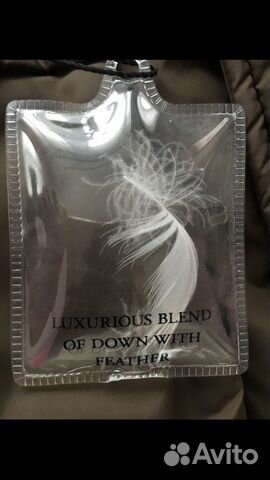 LUXURIOUS BLEND
OF DOWN WITH
FEATHER
Avito